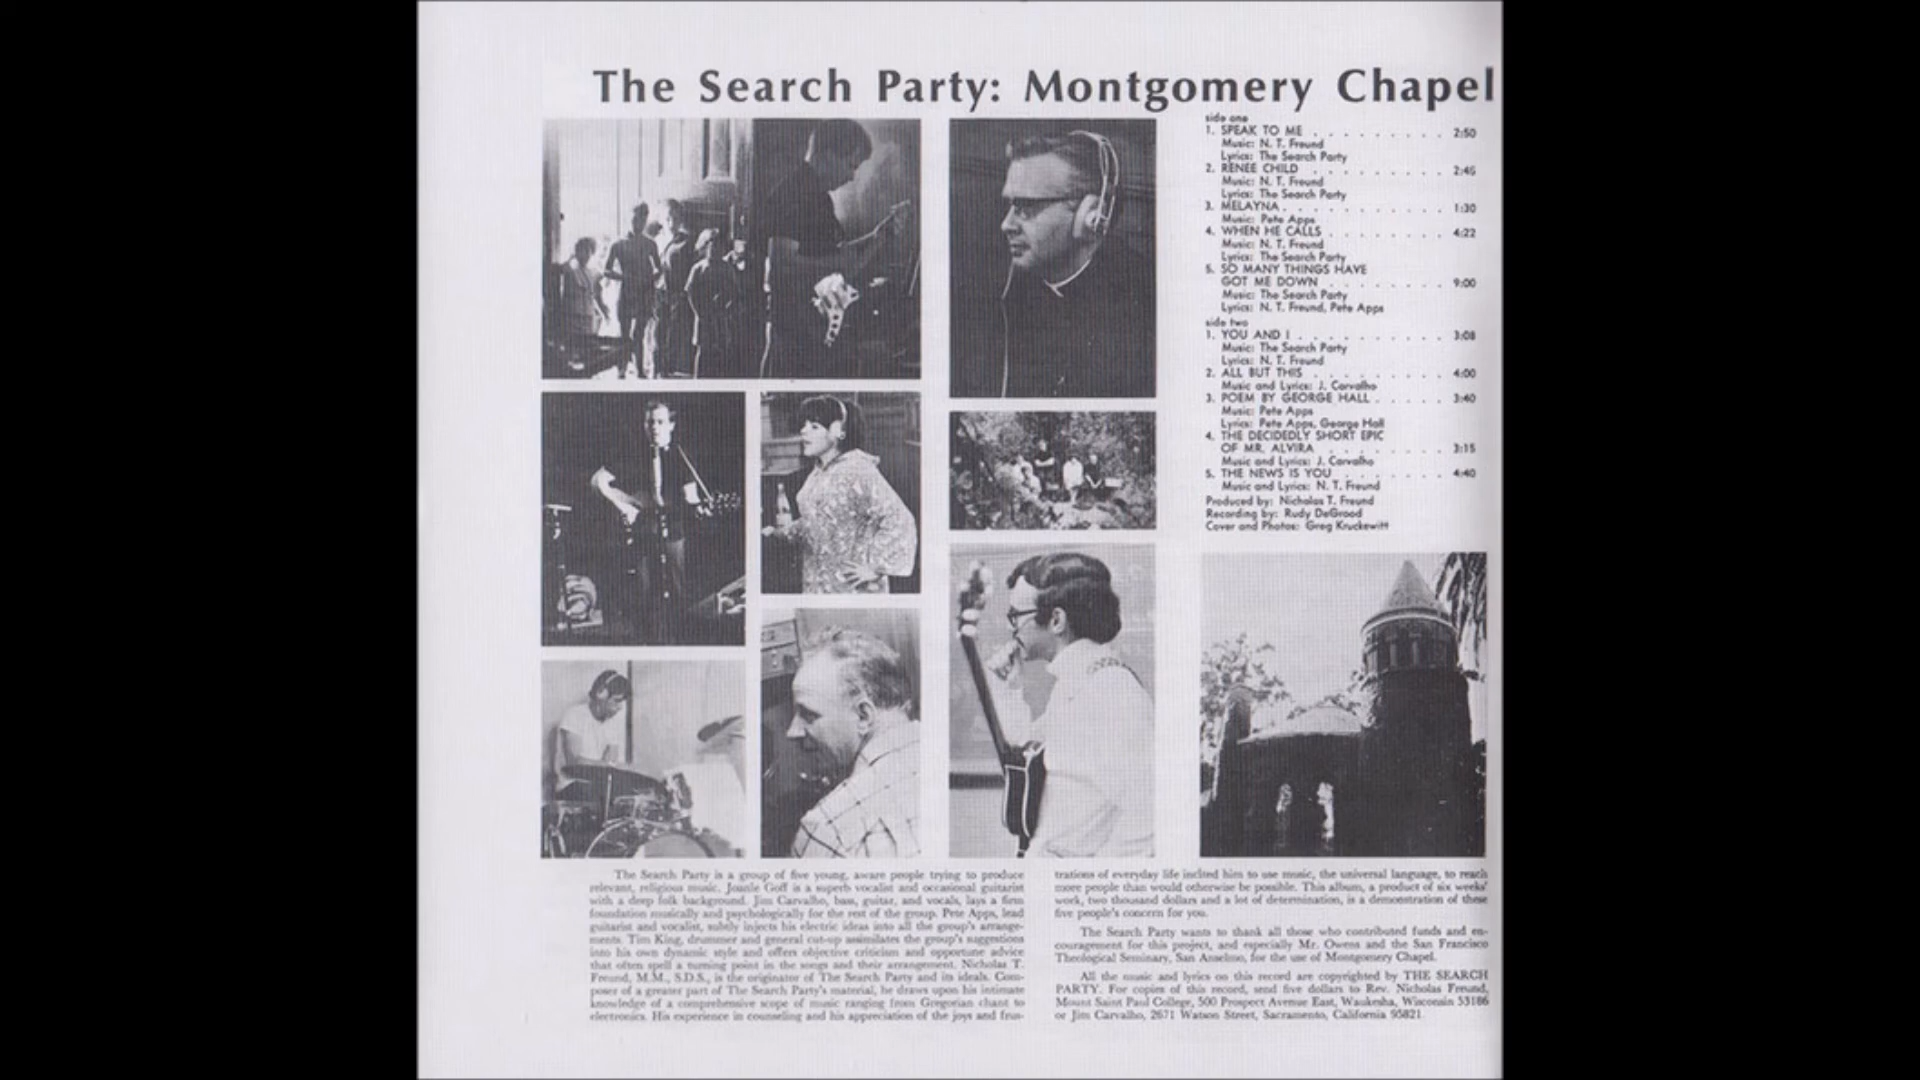 The Search Party: Montgomery Chapel
side one
1. SPEAK TO ME . . . . . . . . . . 2:50
Music: N. T. Freund
Lyrics: The Search Party
2. RENEE CHILD . . . . . . . . . . 2:45
Music: N. T. Freund
Lyrics: The Search Party
3. MELAYNA . . . . . . . . . . . . 1:30
Music: Pete Apps
4. WHEN HE CALLS . . . . . . . . 4:22
Music: N. T. Freund
Lyrics: The Search Party
5. SO MANY THINGS HAVE
GOT ME DOWN . . . . . . . . 9:00
Music: The Search Party
Lyrics: N. T. Freund, Pete Apps
side two
1. YOU AND I . . . . . . . . . . . 3:08
Music: The Search Party
Lyrics: N. T. Freund
2. ALL BUT THIS . . . . . . . . . . 4:00
Music and Lyrics: J. Carvalho
3. POEM BY GEORGE HALL . . . . . 3:40
Music: Pete Apps
Lyrics: Pete Apps, George Hall
4. THE DECIDEDLY SHORT EPIC
OF MR. ALVIRA . . . . . . . . 3:15
Music and Lyrics: J. Carvalho
5. THE NEWS IS YOU . . . . . . . 4:40
Music and Lyrics: N. T. Freund
Produced by: Nicholas T. Freund
Recording by: Rudy DeGrood
Cover and Photos: Greg Kruckewitt
The Search Party is a group of five young, aware people trying to produce
relevant, religious music. Joanie Goff is a superb vocalist and occasional guitarist
with a deep folk background. Jim Carvalho, bass, guitar, and vocals, lays a firm
foundation musically and psychologically for the rest of the group. Pete Apps, lead
guitarist and vocalist, subtly injects his electric ideas into all the group's arrange-
ments. Tim King, drummer and general cut-up assimilates the group's suggestions
into his own dynamic style and offers objective criticism and opportune advice
that often spell a turning point in the songs and their arrangement. Nicholas T.
Freund, M.M., S.D.S., is the originator of The Search Party and its ideals. Com-
poser of a greater part of The Search Party's material, he draws upon his intimate
knowledge of a comprehensive scope of music ranging from Gregorian chant to
electronics. His experience in counseling and his appreciation of the joys and frus-
trations of everyday life incited him to use music, the universal language, to reach
more people than would otherwise be possible. This album, a product of six weeks'
work, two thousand dollars and a lot of determination, is a demonstration of these
five people's concern for you.
The Search Party wants to thank all those who contributed funds and en-
couragement for this project, and especially Mr. Owens and the San Francisco
Theological Seminary, San Anselmo, for the use of Montgomery Chapel.
All the music and lyrics on this record are copyrighted by THE SEARCH
PARTY. For copies of this record, send five dollars to Rev. Nicholas Freund,
Mount Saint Paul College, 500 Prospect Avenue East, Waukesha, Wisconsin 53186
or Jim Carvalho, 2671 Watson Street, Sacramento, California 95821.